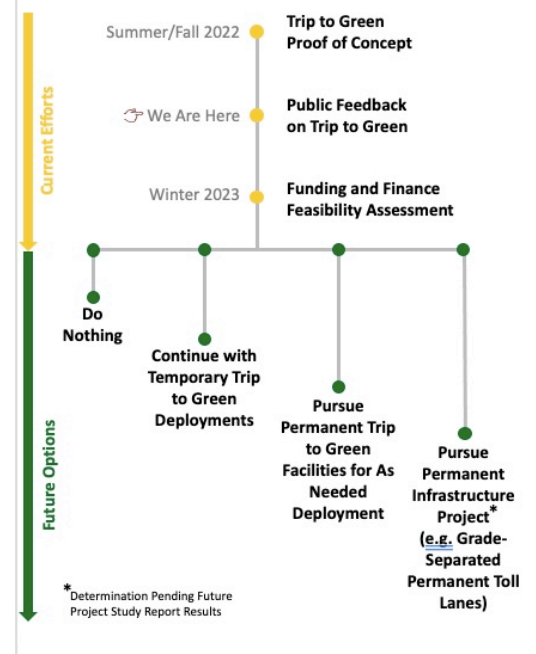 Summer/Fall 2022
Trip to Green
Proof of Concept
☞ We Are Here
Public Feedback
on Trip to Green
Winter 2023
Funding and Finance
Feasibility Assessment
Current Efforts
Do
Nothing
Continue with
Temporary Trip
to Green
Deployments
Pursue
Permanent Trip
to Green
Facilities for As
Needed
Deployment
Pursue
Permanent
Infrastructure
Project*
(e.g. Grade-
Separated
Permanent Toll
Lanes)
Future Options
*Determination Pending Future
Project Study Report Results